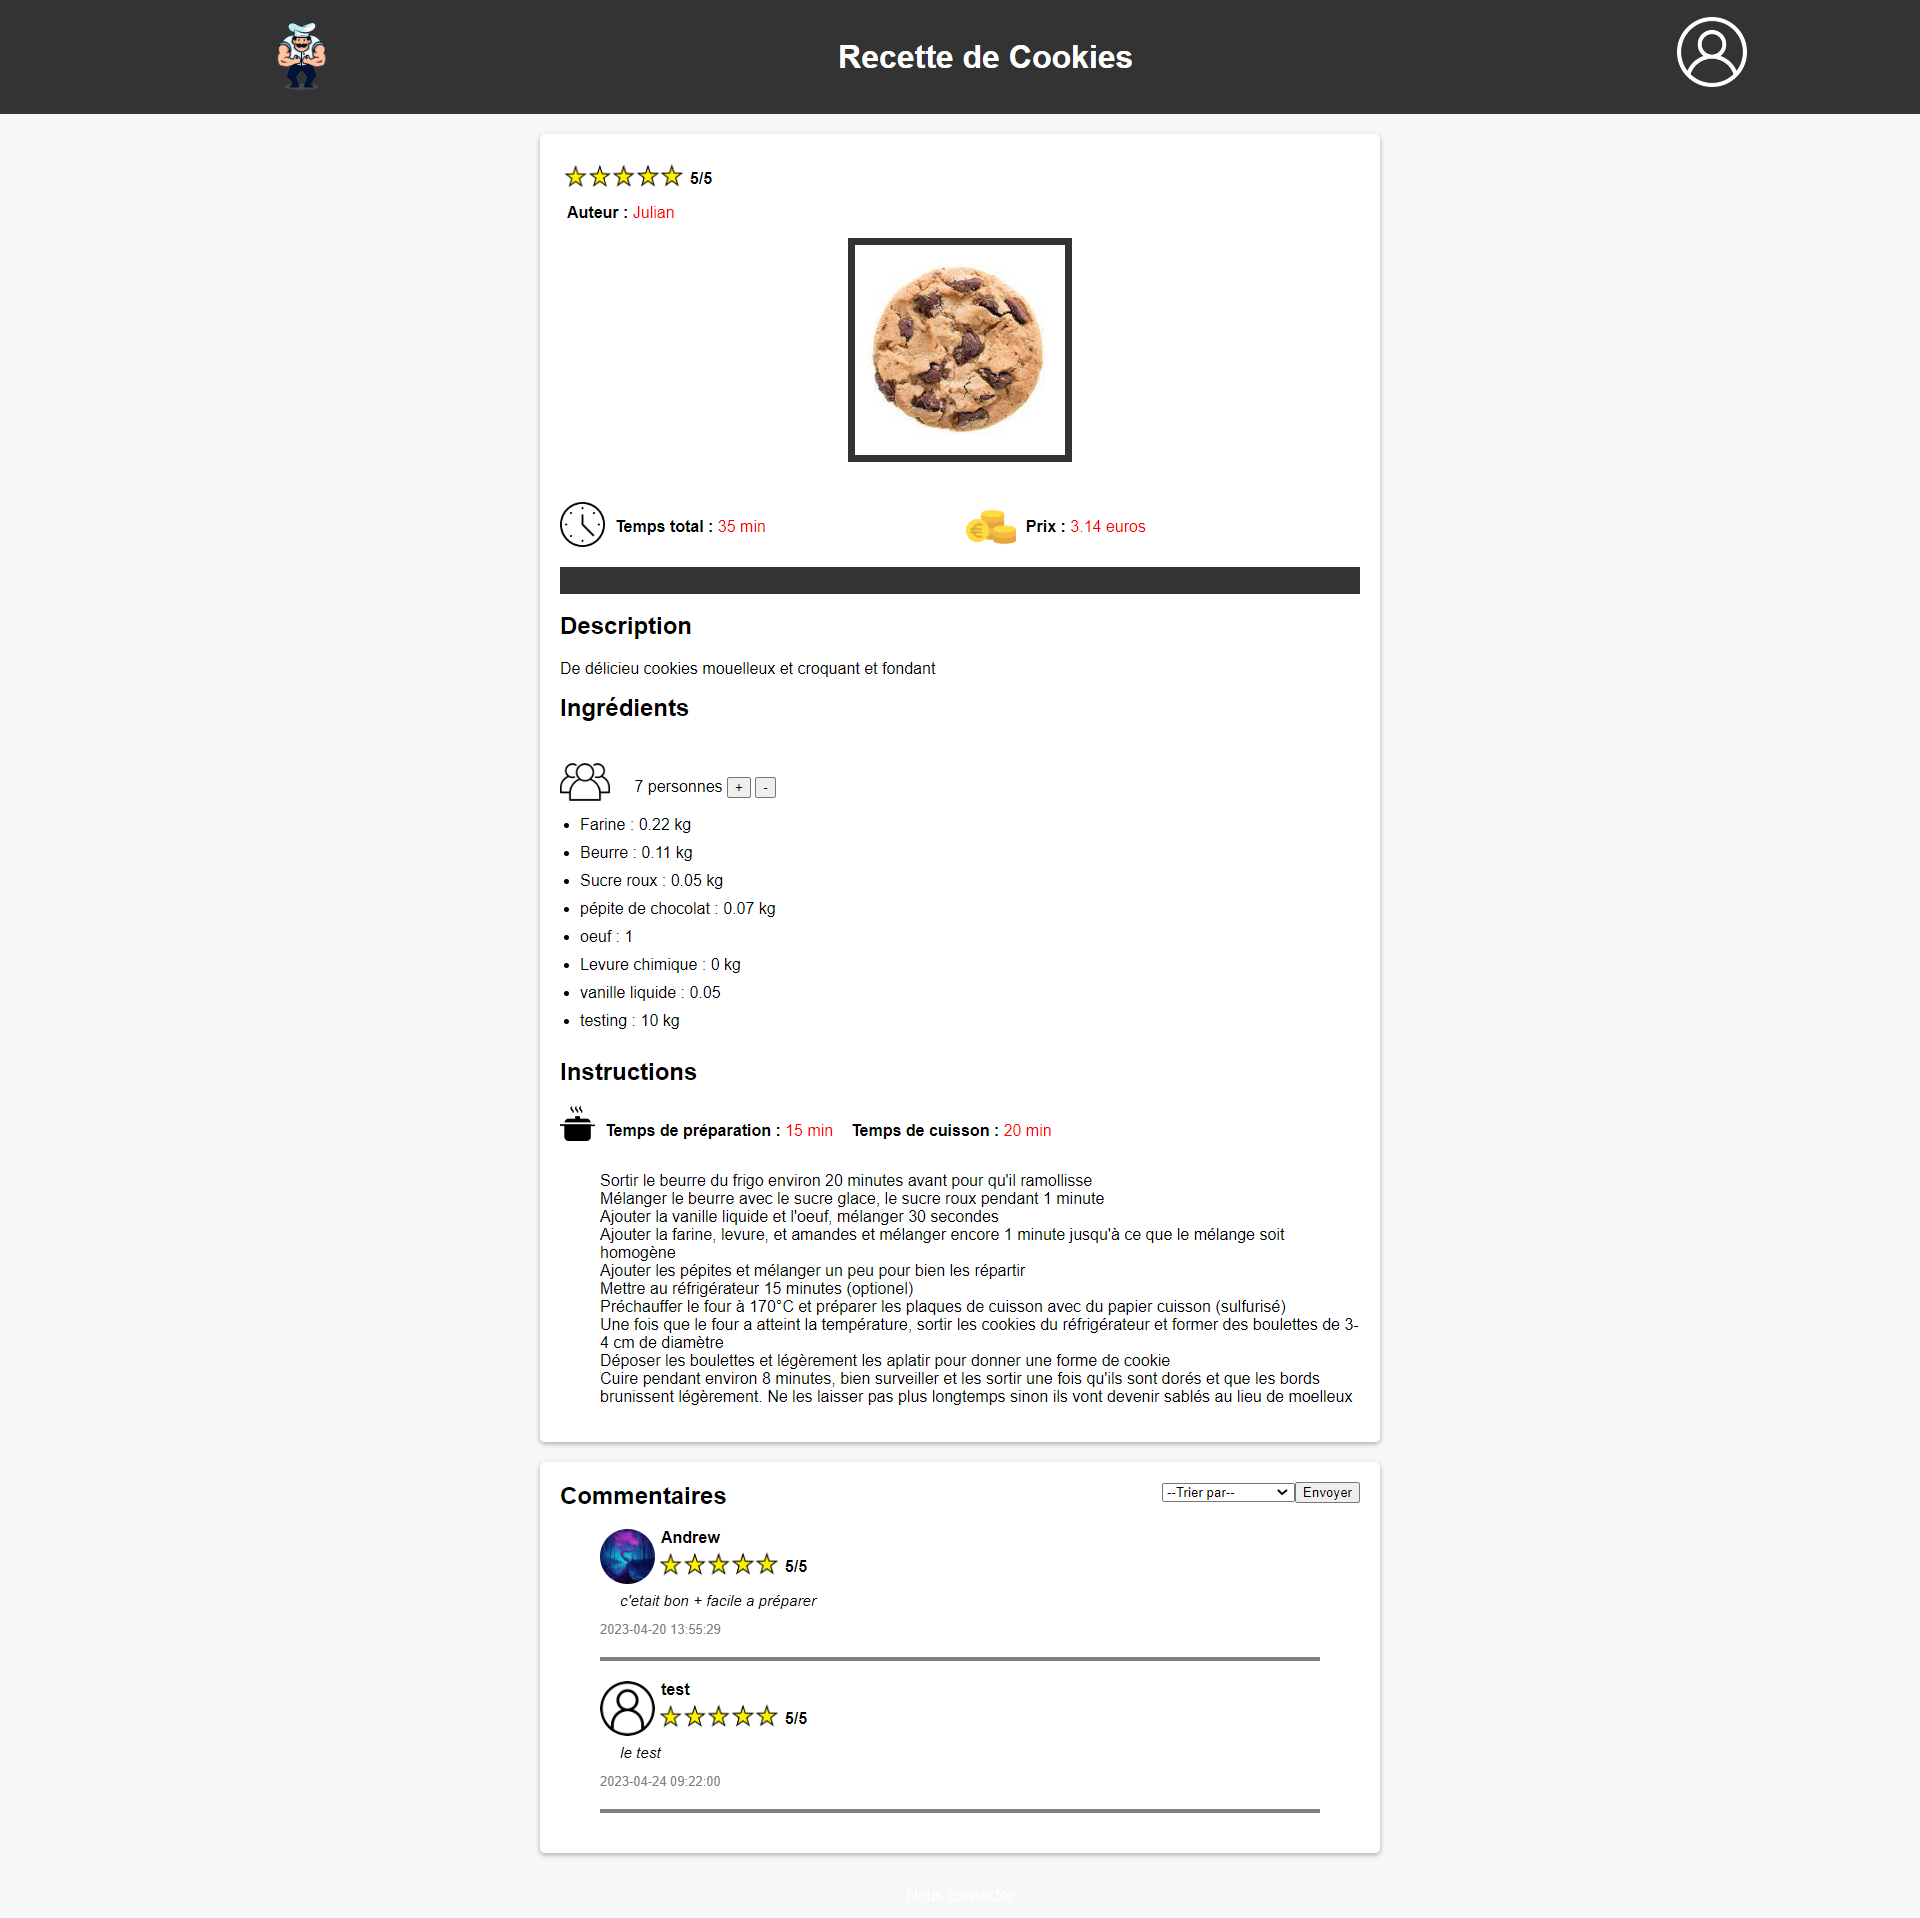 Recette de Cookies
5/5
Auteur : Julian
Temps total : 35 min
Prix : 3.14 euros
Description
De délicieu cookies mouelleux et croquant et fondant
Ingrédients
7 personnes + -
Farine : 0.22 kg
Beurre : 0.11 kg
Sucre roux : 0.05 kg
pépite de chocolat : 0.07 kg
oeuf : 1
Levure chimique : 0 kg
vanille liquide : 0.05
testing : 10 kg
Instructions
Temps de préparation : 15 min Temps de cuisson : 20 min
Sortir le beurre du frigo environ 20 minutes avant pour qu'il ramollisse
Mélanger le beurre avec le sucre glace, le sucre roux pendant 1 minute
Ajouter la vanille liquide et l'oeuf, mélanger 30 secondes
Ajouter la farine, levure, et amandes et mélanger encore 1 minute jusqu'à ce que le mélange soit
homogène
Ajouter les pépites et mélanger un peu pour bien les répartir
Mettre au réfrigérateur 15 minutes (optionel)
Préchauffer le four à 170°C et préparer les plaques de cuisson avec du papier cuisson (sulfurisé)
Une fois que le four a atteint la température, sortir les cookies du réfrigérateur et former des boulettes de 3-
4 cm de diamètre
Déposer les boulettes et légèrement les aplatir pour donner une forme de cookie
Cuire pendant environ 8 minutes, bien surveiller et les sortir une fois qu'ils sont dorés et que les bords
brunissent légèrement. Ne les laisser pas plus longtemps sinon ils vont devenir sablés au lieu de moelleux
Commentaires
--Trier par-- Envoyer
Andrew
5/5
c'etait bon + facile a préparer
2023-04-20 13:55:29
test
5/5
le test
2023-04-24 09:22:00
Nous contacter